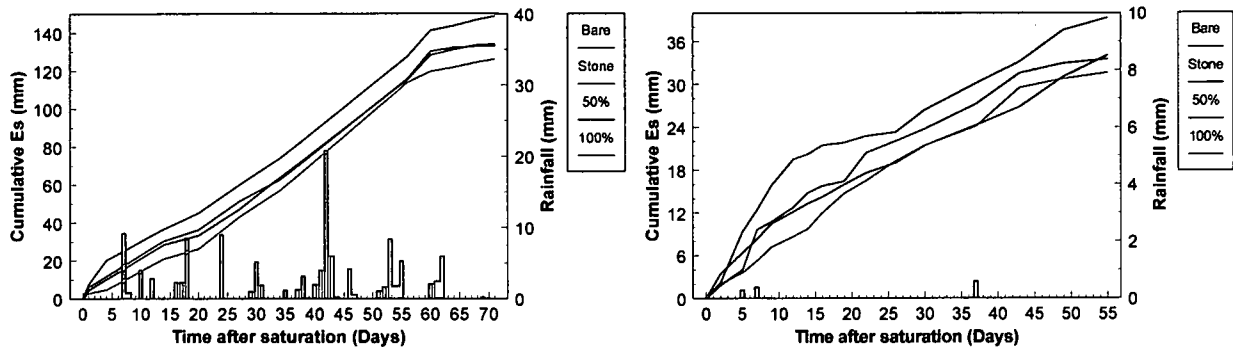 Cumulative Es (mm)
140
120
100
80
60
40
20
0
0 5 10 15 20 25 30 35 40 45 50 55 60 65 70
Time after saturation (Days)
40
30
20
10
0
Rainfall (mm)
Bare
Stone
50%
100%
Cumulative Es (mm)
36
30
24
18
12
6
0
0 5 10 15 20 25 30 35 40 45 50 55
Time after saturation (Days)
10
8
6
4
2
0
Rainfall (mm)
Bare
Stone
50%
100%